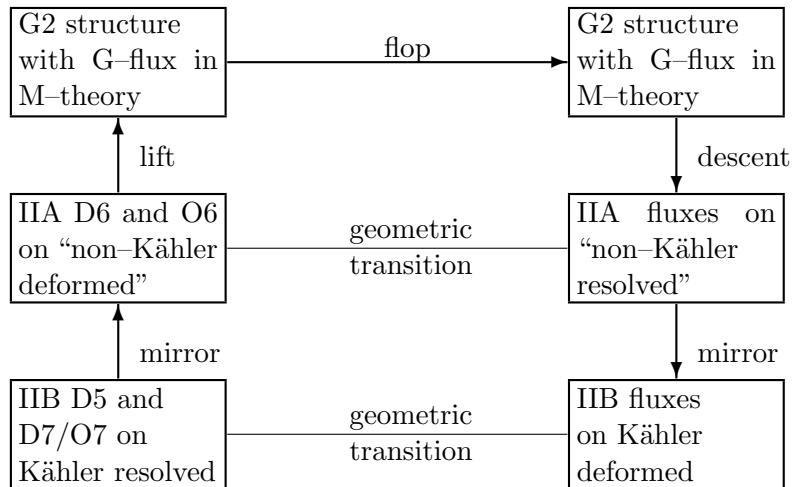 G2 structure
with G–flux in
M–theory
flop
G2 structure
with G–flux in
M–theory
lift
descent
IIA D6 and O6
on “non–Kähler
deformed”
geometric
transition
IIA fluxes on
“non–Kähler
resolved”
mirror
mirror
IIB D5 and
D7/O7 on
Kähler resolved
geometric
transition
IIB fluxes
on Kähler
deformed